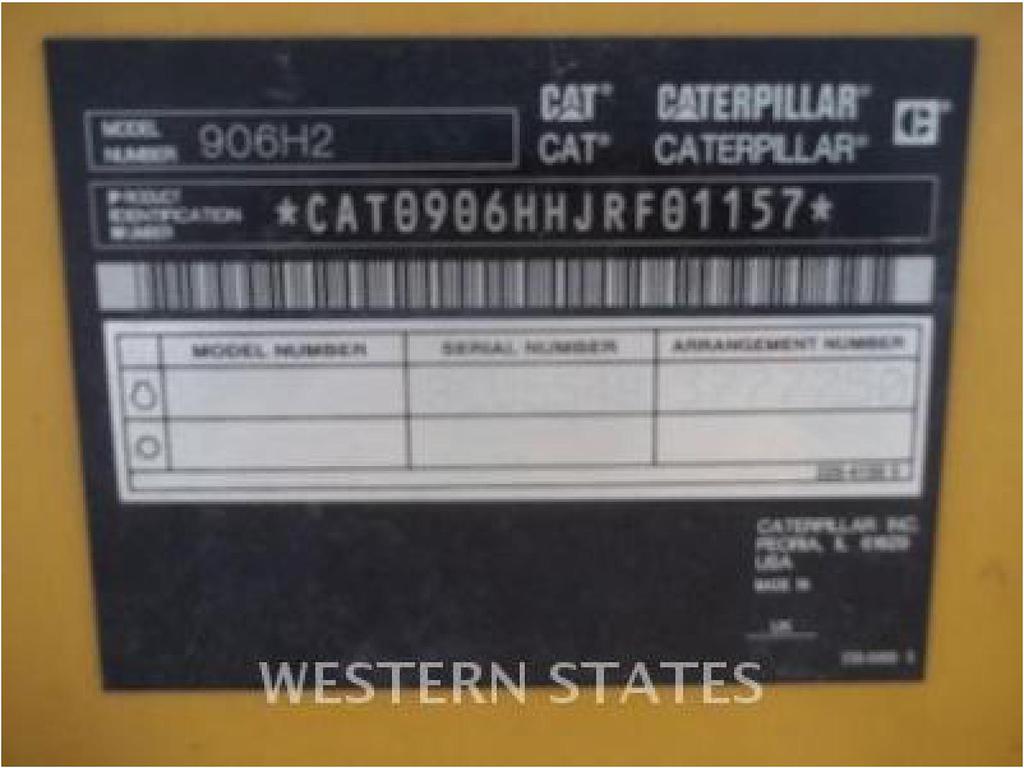 CAT® CATERPILLAR®
MODEL NUMBER 906H2
CAT® CATERPILLAR®
PRODUCT IDENTIFICATION NUMBER *CAT0906HHJRF01157*
MODEL NUMBER SERIAL NUMBER ARRANGEMENT NUMBER
CATERPILLAR INC.
PEORIA, IL 61629
USA
MADE IN
UK
WESTERN STATES